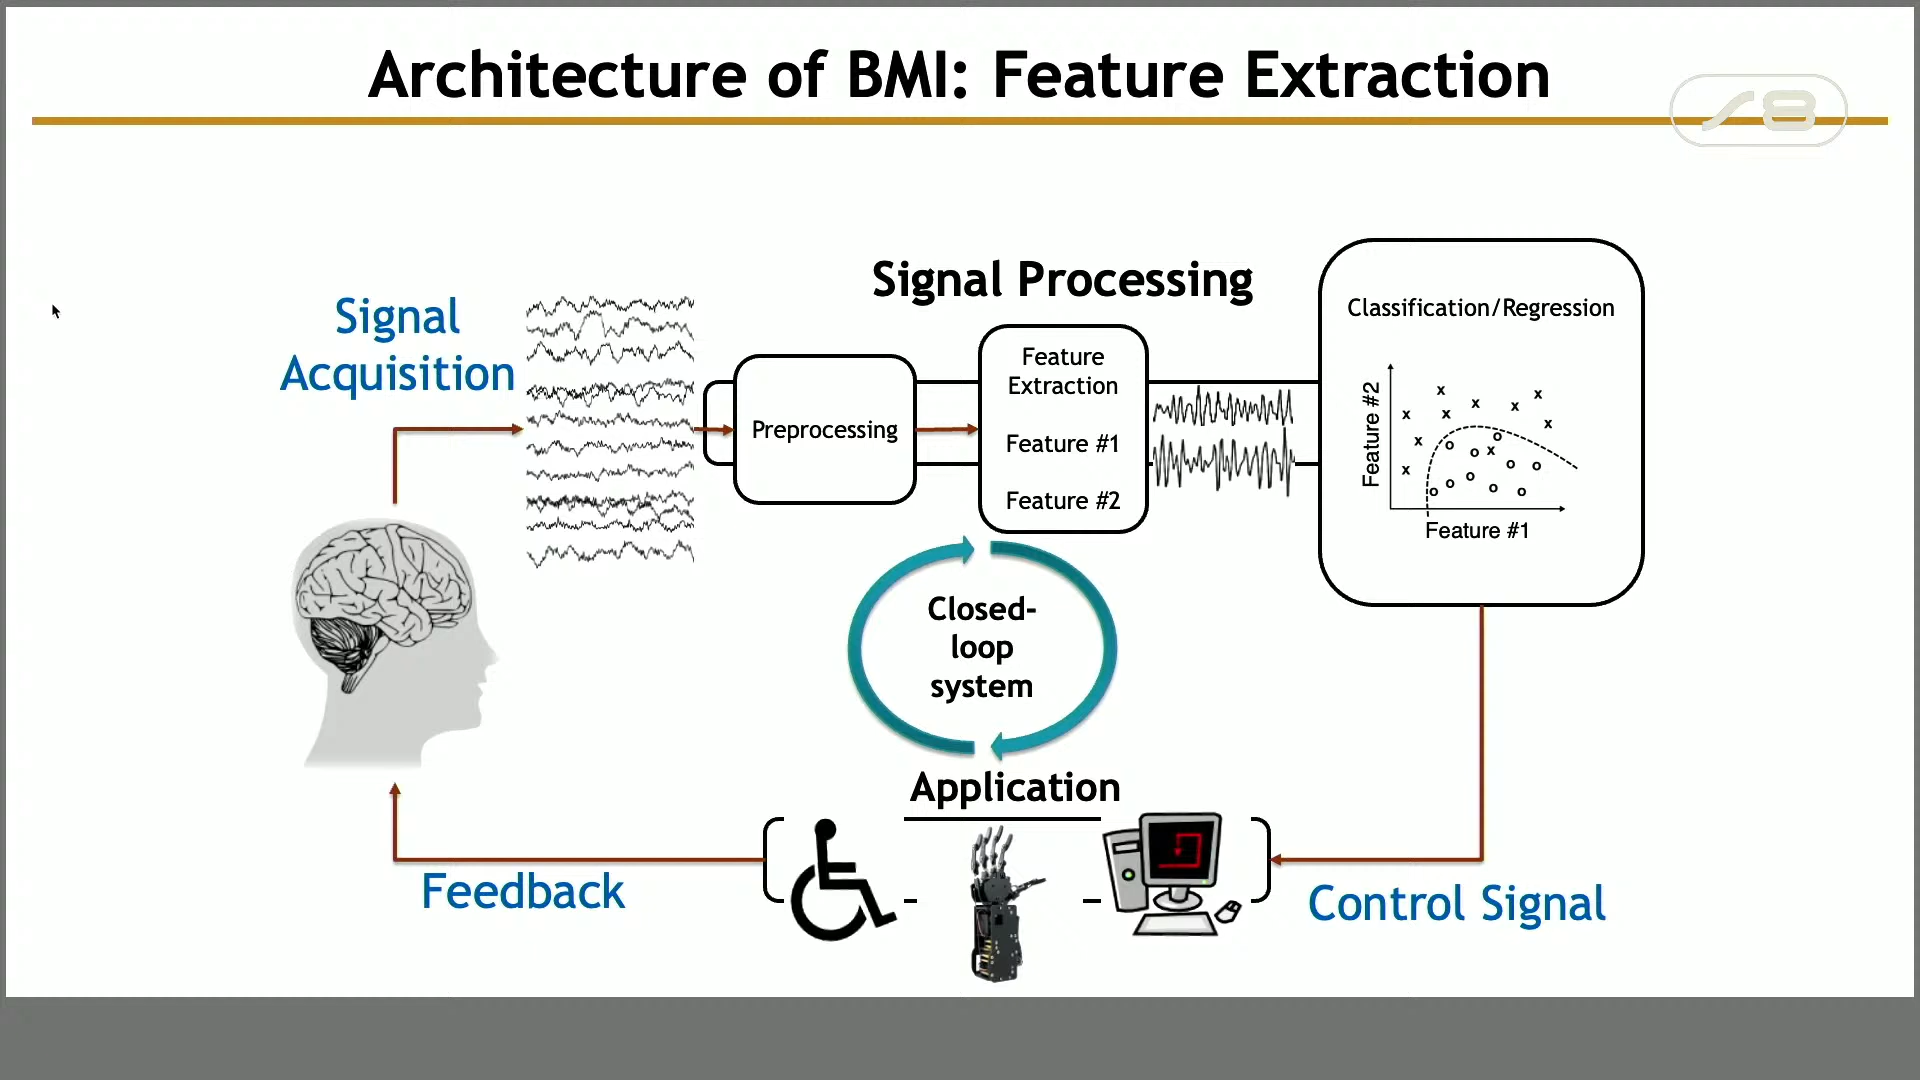 Architecture of BMI: Feature Extraction
Signal Processing
Signal
Acquisition
Preprocessing
Feature
Extraction
Feature #1
Feature #2
Classification/Regression
Feature #2
Feature #1
Closed-
loop
system
Application
Feedback
Control Signal